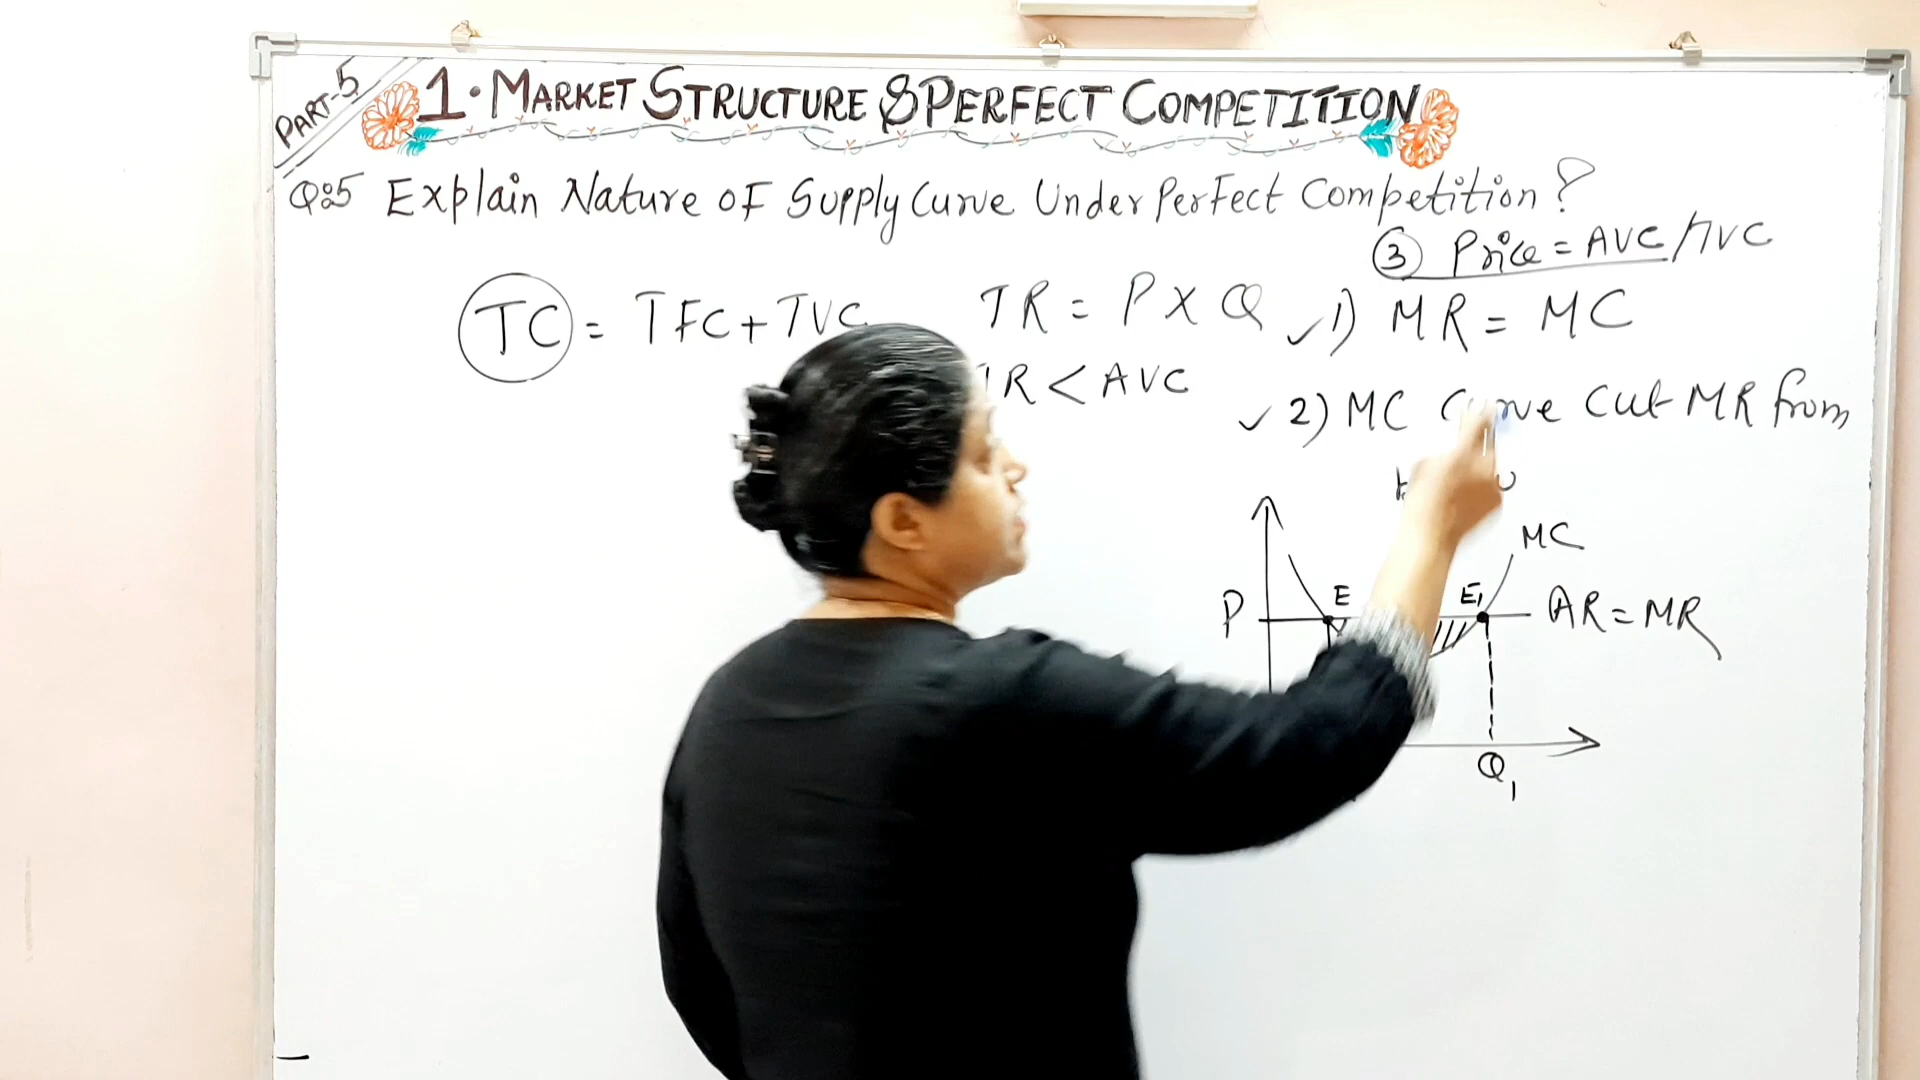 PART-5
1. MARKET STRUCTURE & PERFECT COMPETITION
Q:5 Explain Nature of Supply Curve Under Perfect Competition?
③ Price = AVC / TVC
TC = TFC + TVC
TR = P X Q
✓ 1) MR = MC
TR < AVC
✓ 2) MC Curve Cut MR from
MC
P
E
E1
AR = MR
Q1